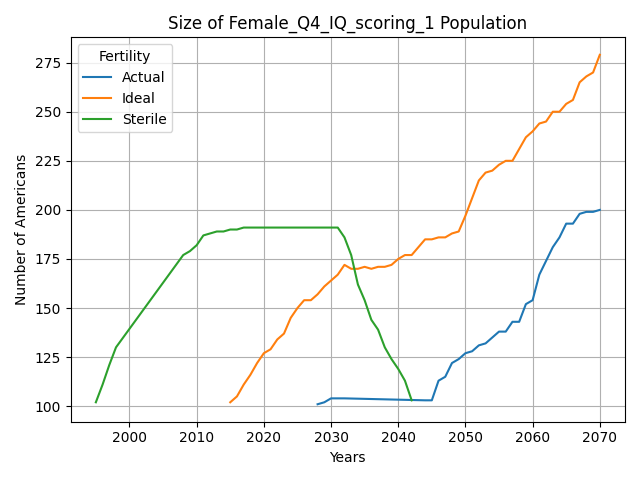 Size of Female_Q4_IQ_scoring_1 Population
Fertility
Actual
Ideal
Sterile
Number of Americans
275
250
225
200
175
150
125
100
2000 2010 2020 2030 2040 2050 2060 2070
Years